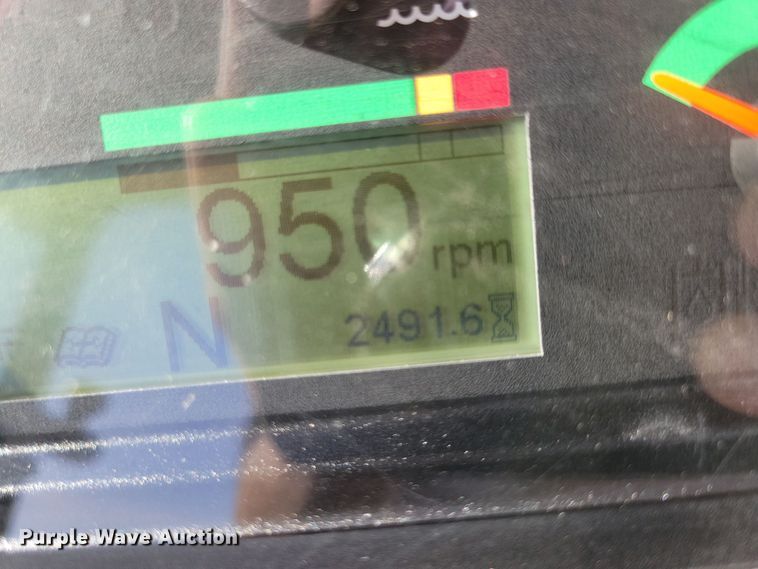 950 rpm
N 2491.6
Purple Wave Auction